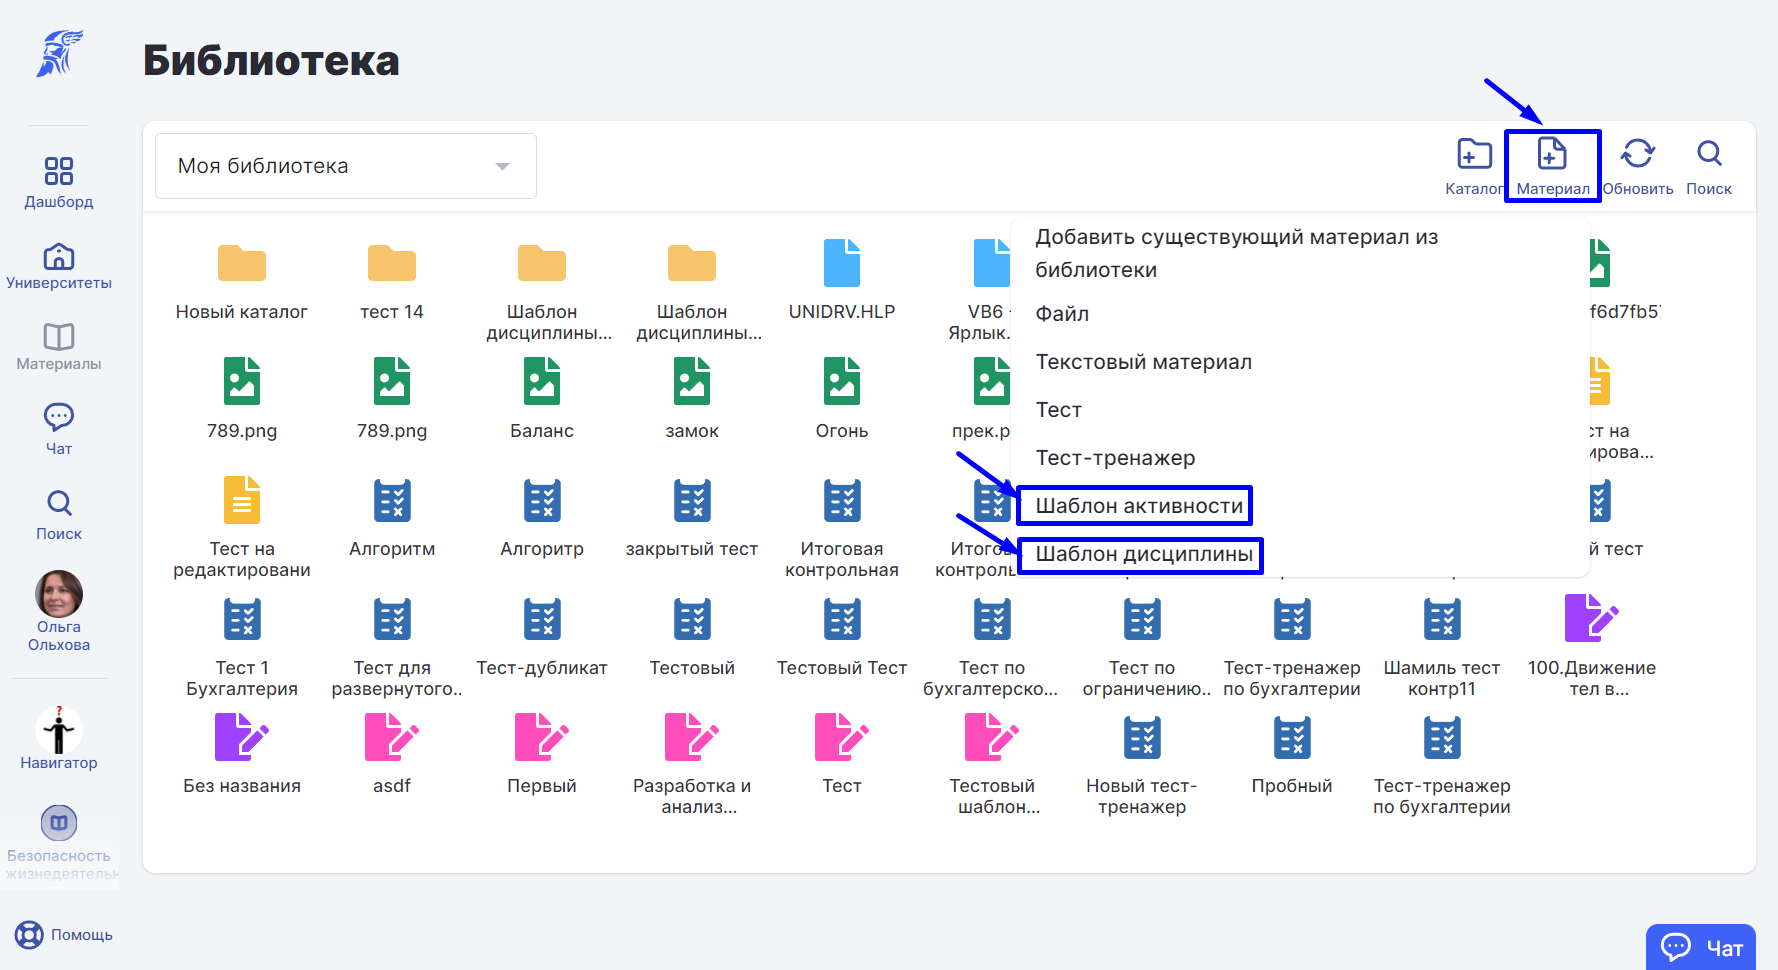 Библиотека
Моя библиотека
Каталог
Материал
Обновить
Поиск
Дашборд
Университеты
Материалы
Чат
Поиск
Ольга
Ольхова
?
Навигатор
Безопасность
жизнедеятельн
Помощь
Добавить существующий материал из
библиотеки
Файл
Текстовый материал
Тест
Тест-тренажер
Шаблон активности
Шаблон дисциплины
Новый каталог
тест 14
Шаблон
дисциплины...
Шаблон
дисциплины...
UNIDRV.HLP
VB6 -
Ярлык.
f6d7fb5
789.png
789.png
Баланс
замок
Огонь
прек.р
ст на
ирова...
Тест на
редактировани
Алгоритм
Алгоритр
закрытый тест
Итоговая
контрольная
Итого
контроль
й тест
Тест 1
Бухгалтерия
Тест для
развернутого..
Тест-дубликат
Тестовый
Тестовый Тест
Тест по
бухгалтерско...
Тест по
ограничению..
Тест-тренажер
по бухгалтерии
Шамиль тест
контр11
100.Движение
тел в...
Без названия
asdf
Первый
Разработка и
анализ...
Тест
Тестовый
шаблон...
Новый тест-
тренажер
Пробный
Тест-тренажер
по бухгалтерии
Чат